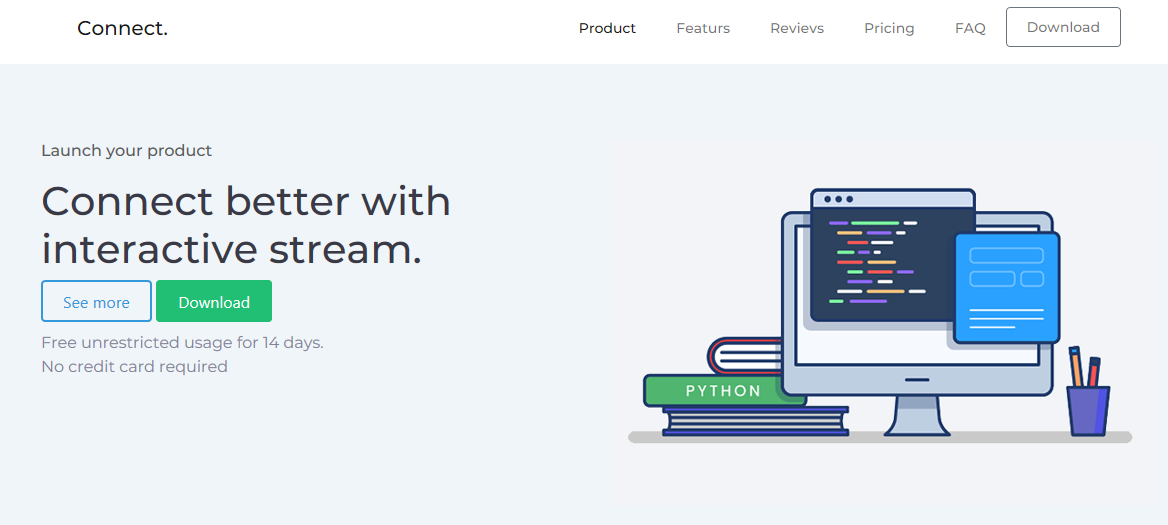 Connect.
Product Featurs Revievs Pricing FAQ Download
Launch your product
Connect better with
interactive stream.
See more Download
Free unrestricted usage for 14 days.
No credit card required
PYTHON